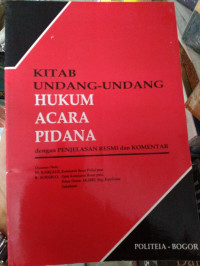 KITAB
UNDANG-UNDANG
HUKUM
ACARA
PIDANA
dengan PENJELASAN RESMI dan KOMENTAR
POLITEIA - BOGOR